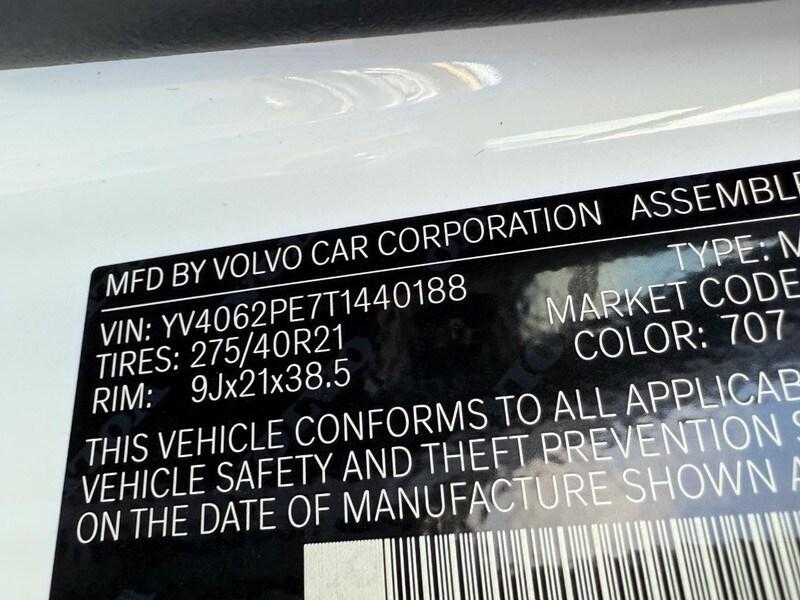 MFD BY VOLVO CAR CORPORATION ASSEMBLE
VIN: YV4062PE7T1440188 TYPE: M
TIRES: 275/40R21 MARKET CODE
RIM: 9Jx21x38.5 COLOR: 707
THIS VEHICLE CONFORMS TO ALL APPLICAB
VEHICLE SAFETY AND THEFT PREVENTION S
ON THE DATE OF MANUFACTURE SHOWN A